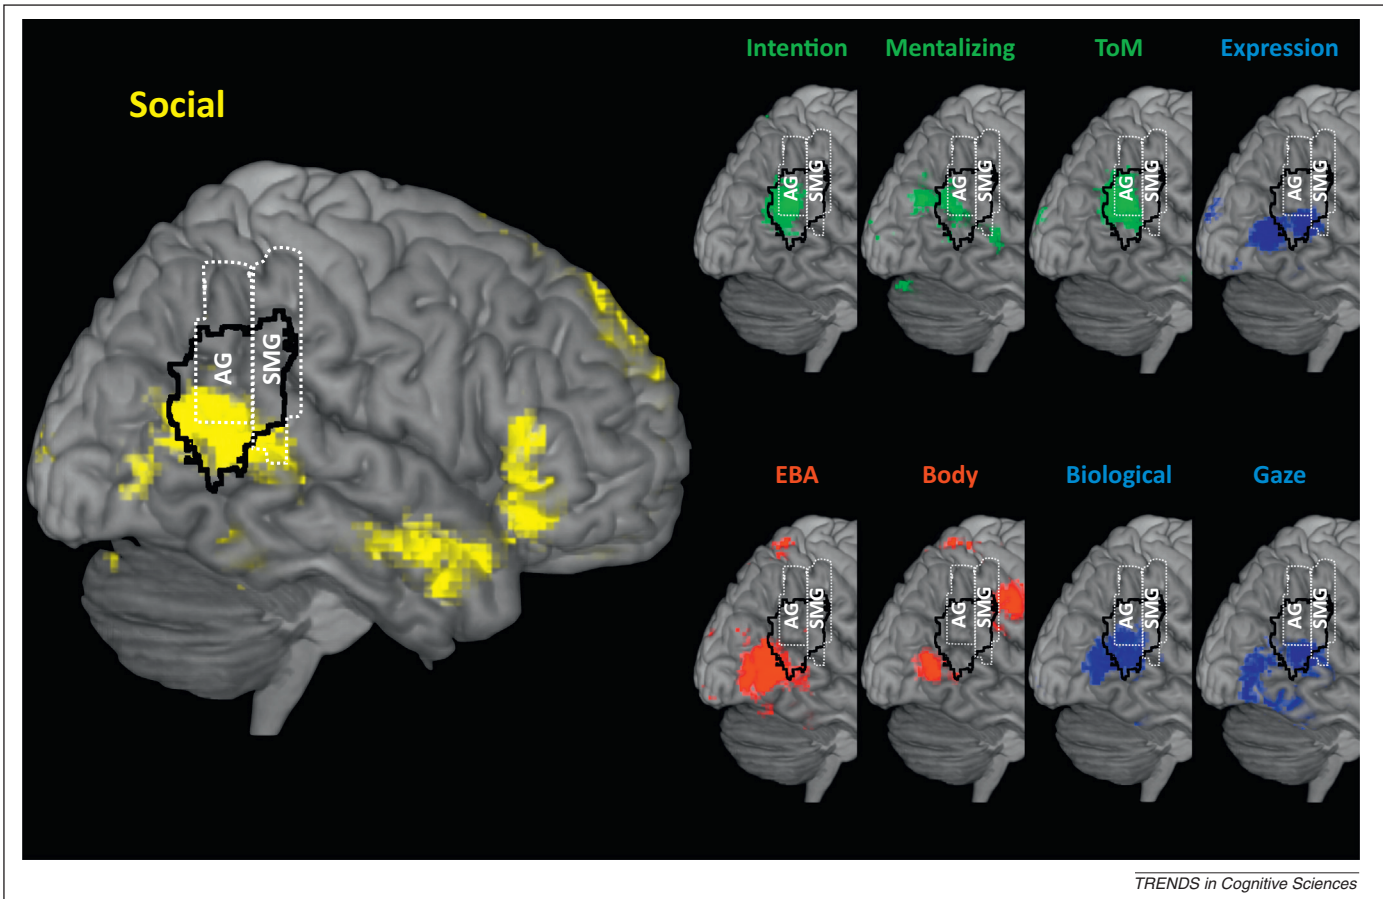 Social
AG
SMG
Intention
Mentalizing
ToM
Expression
AG
SMG
AG
SMG
AG
SMG
AG
SMG
EBA
Body
Biological
Gaze
AG
SMG
AG
SMG
AG
SMG
AG
SMG
TRENDS in Cognitive Sciences